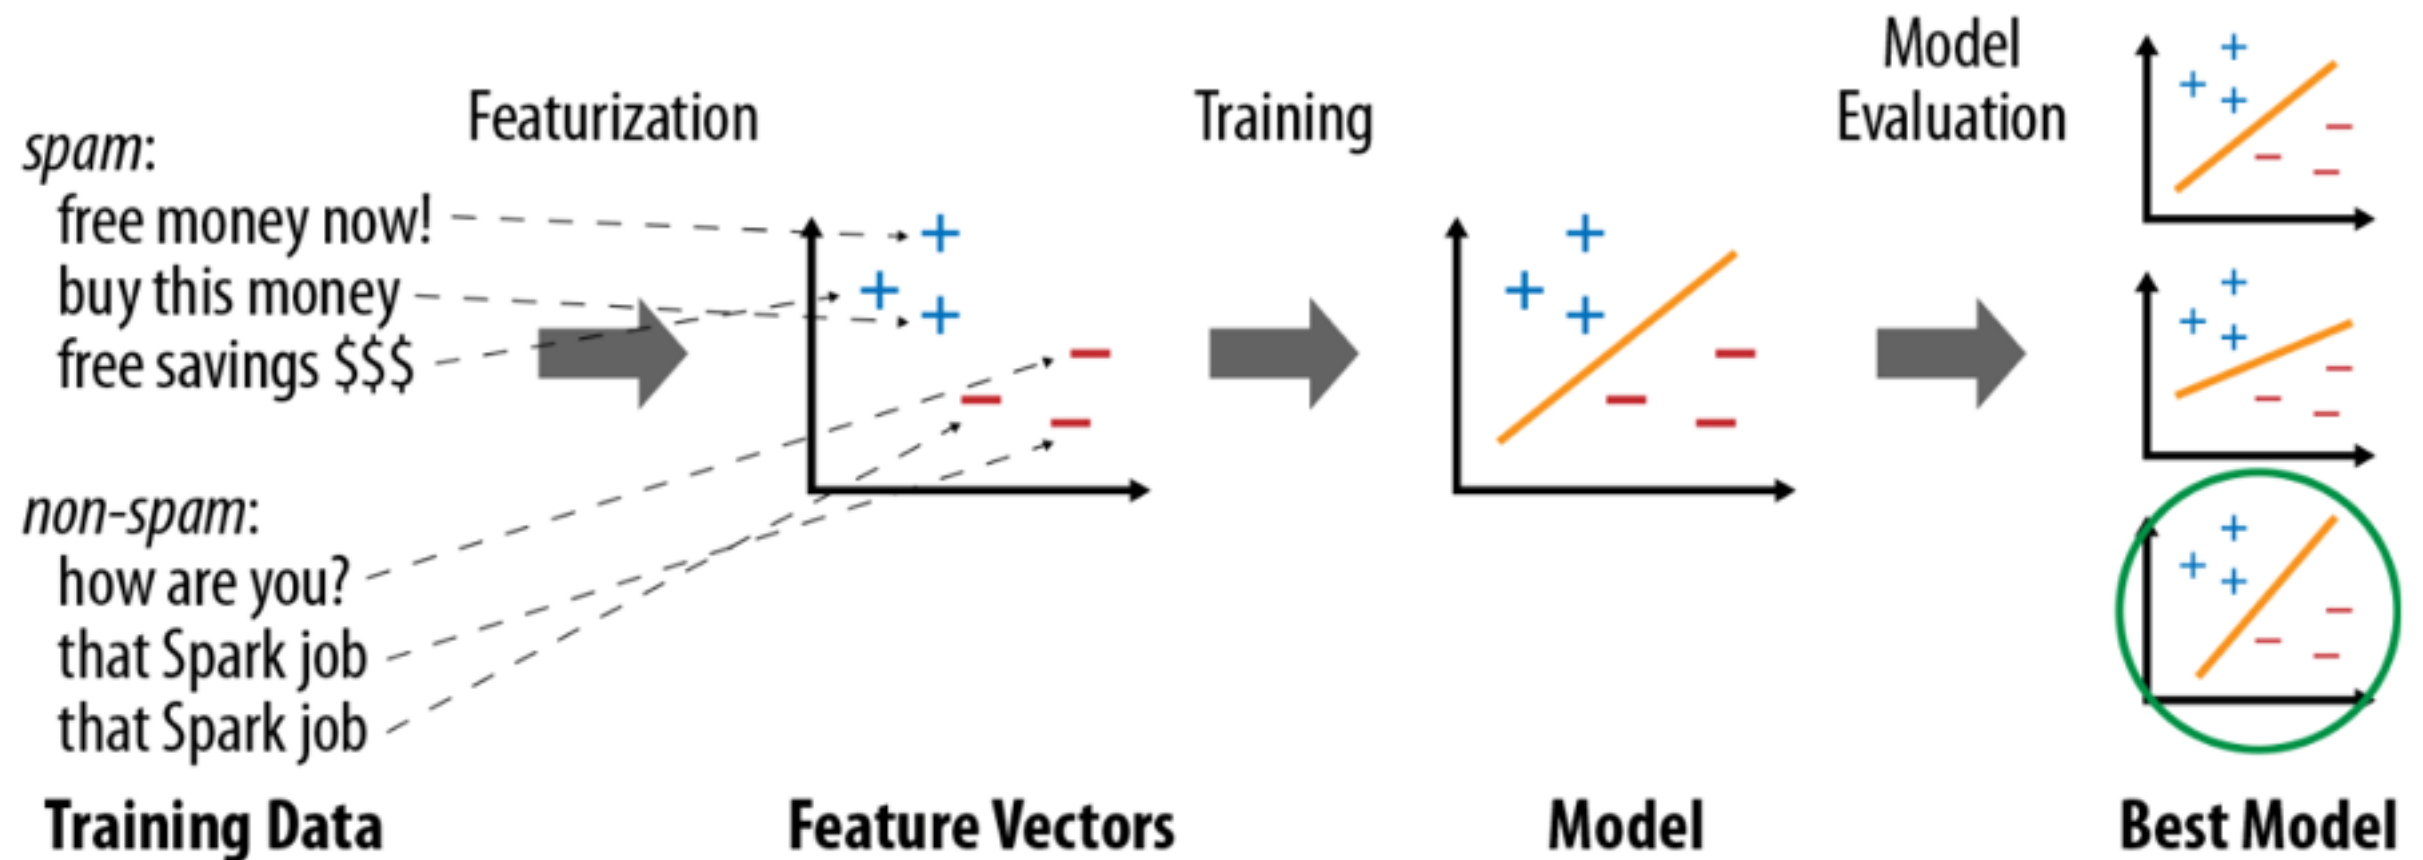 spam:
free money now!
buy this money
free savings $$$
non-spam:
how are you?
that Spark job
that Spark job
Training Data
Featurization
Feature Vectors
Training
Model
Model
Evaluation
Best Model